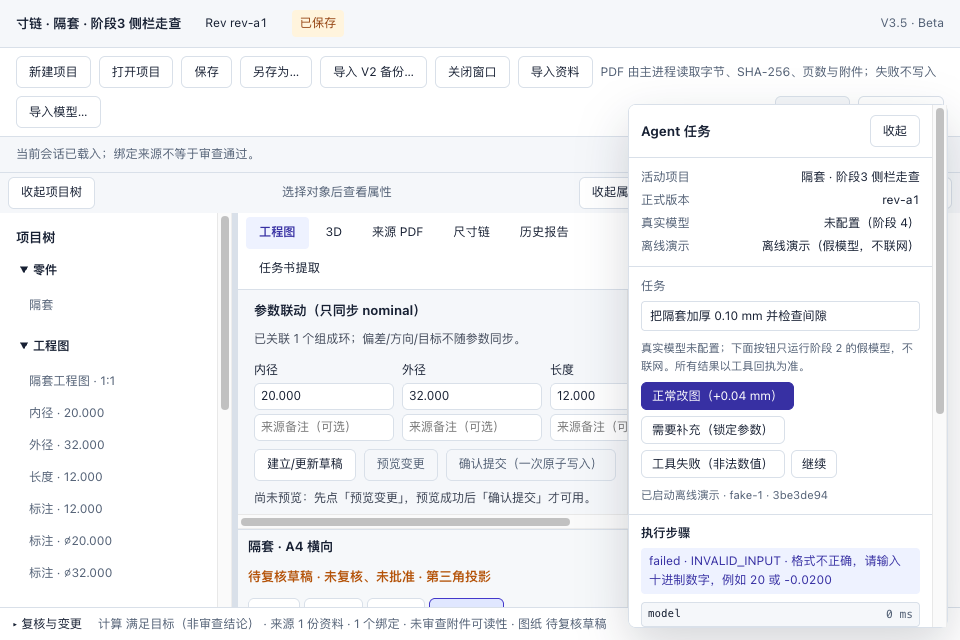 寸链 · 隔套 · 阶段3 侧栏走查 Rev rev-a1 已保存 V3.5 · Beta
新建项目 打开项目 保存 另存为… 导入 V2 备份… 关闭窗口 导入资料 PDF 由主进程读取字节、SHA-256、页数与附件；失败不写入
导入模型…
当前会话已载入；绑定来源不等于审查通过。
收起项目树 选择对象后查看属性 收起属
项目树
▼ 零件
隔套
▼ 工程图
隔套工程图 · 1:1
内径 · 20.000
外径 · 32.000
长度 · 12.000
标注 · 12.000
标注 · ⌀20.000
标注 · ⌀32.000
工程图 3D 来源 PDF 尺寸链 历史报告
任务书提取
参数联动（只同步 nominal）
已关联 1 个组成环；偏差/方向/目标不随参数同步。
内径 外径 长度
20.000 32.000 12.000
来源备注（可选） 来源备注（可选） 来源备注（可
建立/更新草稿 预览变更 确认提交（一次原子写入）
尚未预览：先点「预览变更」，预览成功后「确认提交」才可用。
隔套 · A4 横向
待复核草稿 · 未复核、未批准 · 第三角投影
Agent 任务 收起
活动项目 隔套 · 阶段3 侧栏走查
正式版本 rev-a1
真实模型 未配置（阶段 4）
离线演示 离线演示（假模型，不联网）
任务
把隔套加厚 0.10 mm 并检查间隙
真实模型未配置；下面按钮只运行阶段 2 的假模型，不
联网。所有结果以工具回执为准。
正常改图（+0.04 mm）
需要补充（锁定参数）
工具失败（非法数值） 继续
已启动离线演示 · fake-1 · 3be3de94
执行步骤
failed · INVALID_INPUT · 格式不正确，请输入
十进制数字，例如 20 或 -0.0200
model 0 ms
▸ 复核与变更 计算 满足目标（非审查结论） · 来源 1 份资料 · 1 个绑定 · 未审查附件可读性 · 图纸 待复核草稿